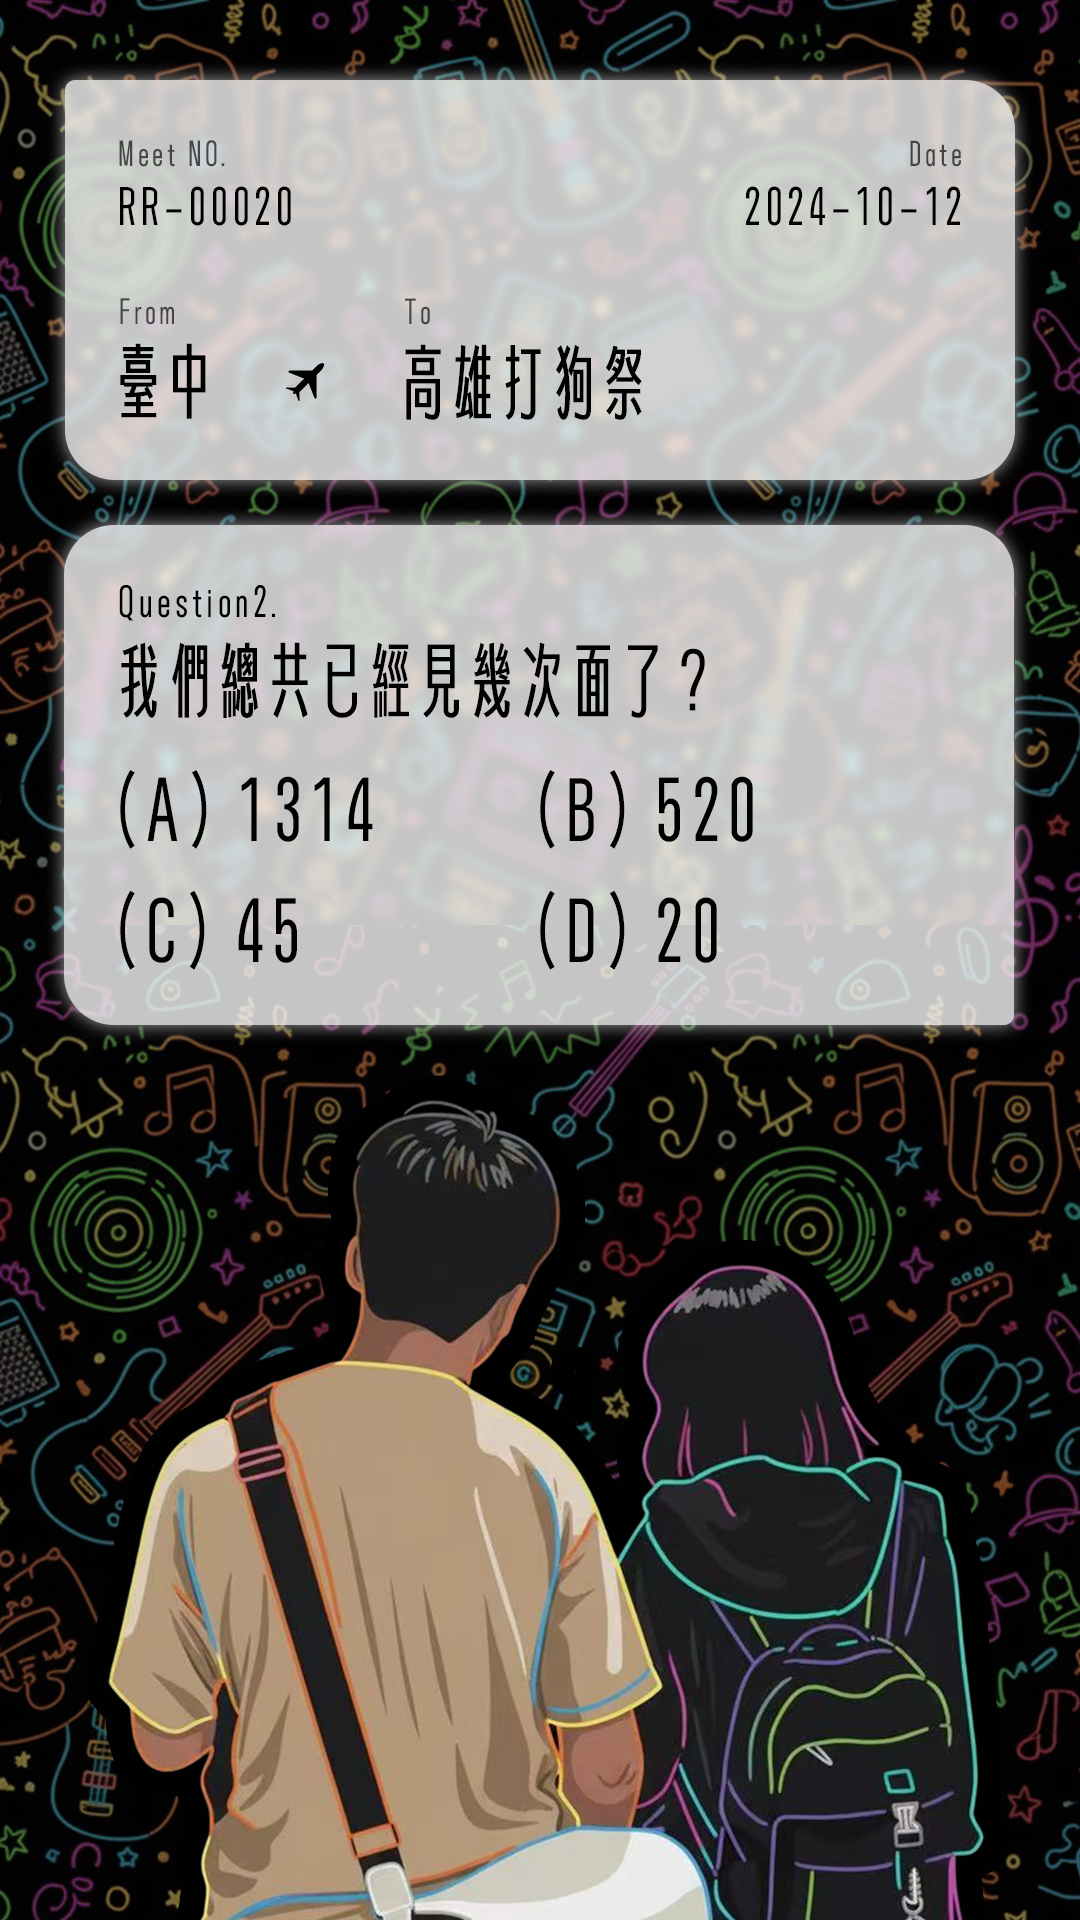 Meet NO.
Date
RR-00020
2024-10-12
From
To
臺中
高雄打狗祭
Question2.
我們總共已經見幾次面了？
(A) 1314
(B) 520
(C) 45
(D) 20